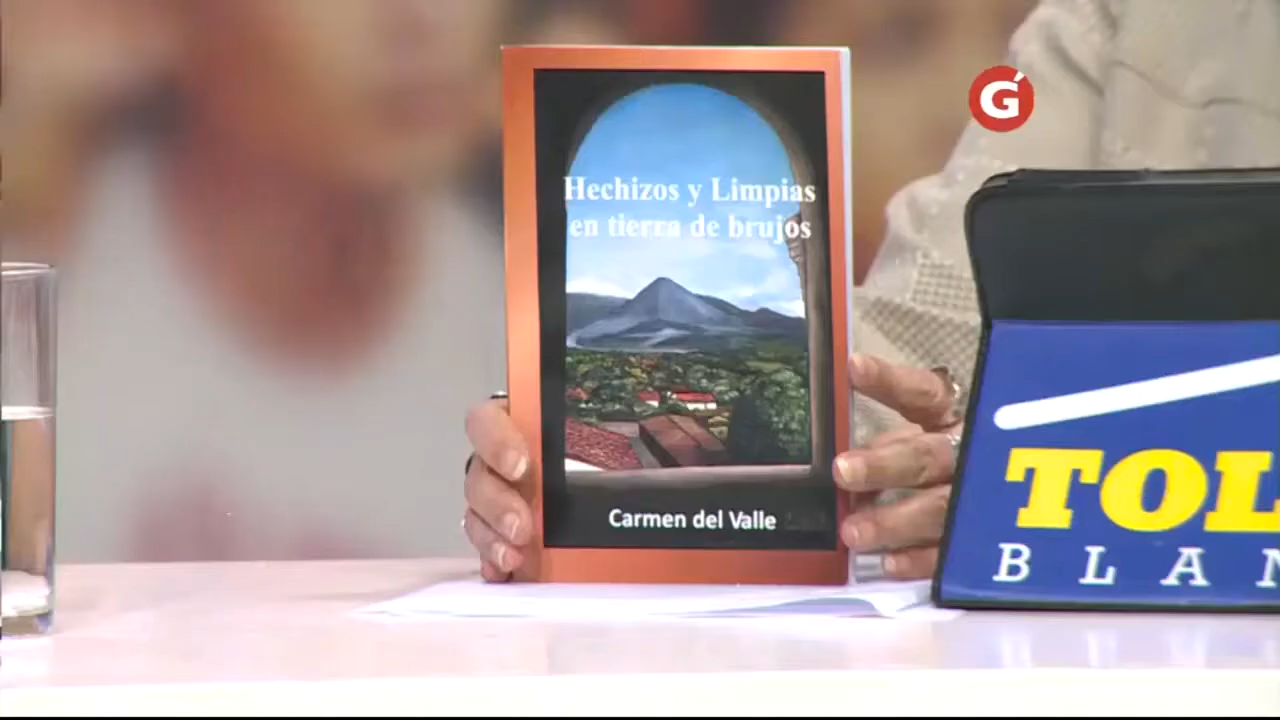 Hechizos y Limpias
en tierra de brujos
Carmen del Valle
G
TOL
BLAN